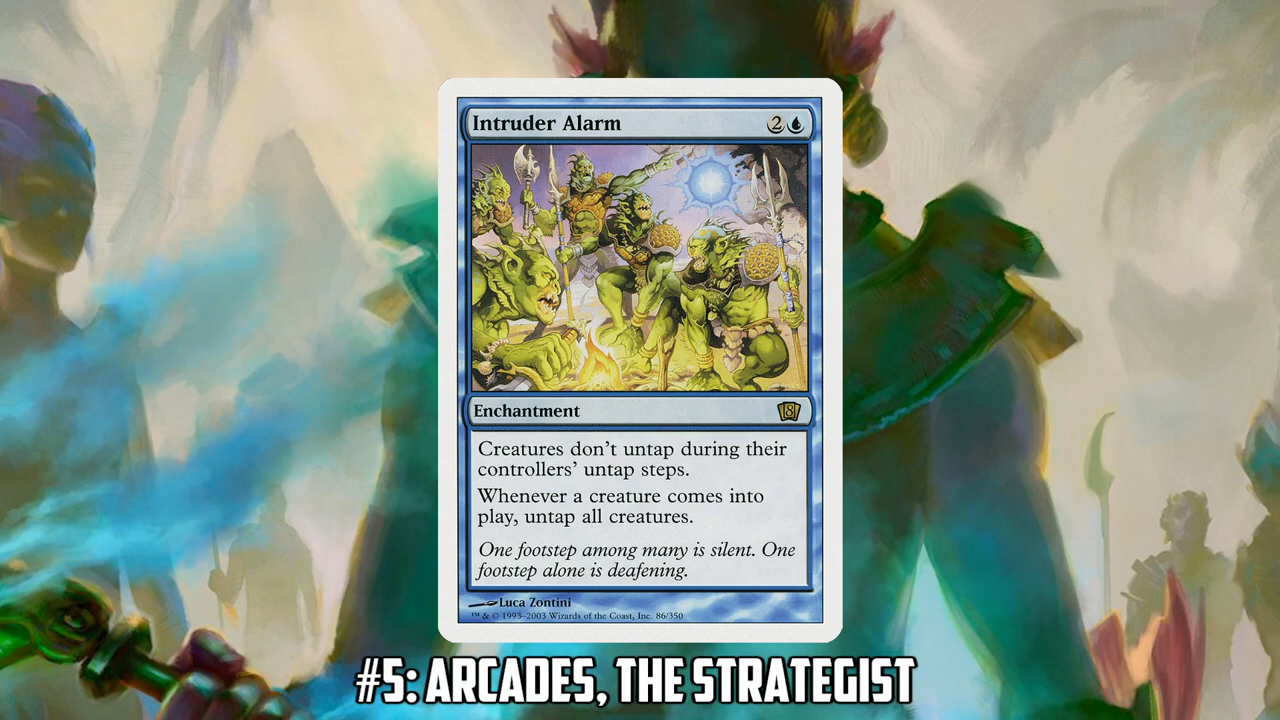 Intruder Alarm 2
Enchantment 8
Creatures don't untap during their
controllers' untap steps.
Whenever a creature comes into
play, untap all creatures.
One footstep among many is silent. One
footstep alone is deafening.
Luca Zontini
™ & © 1993–2003 Wizards of the Coast, Inc. 86/350
#5: ARCADES, THE STRATEGIST